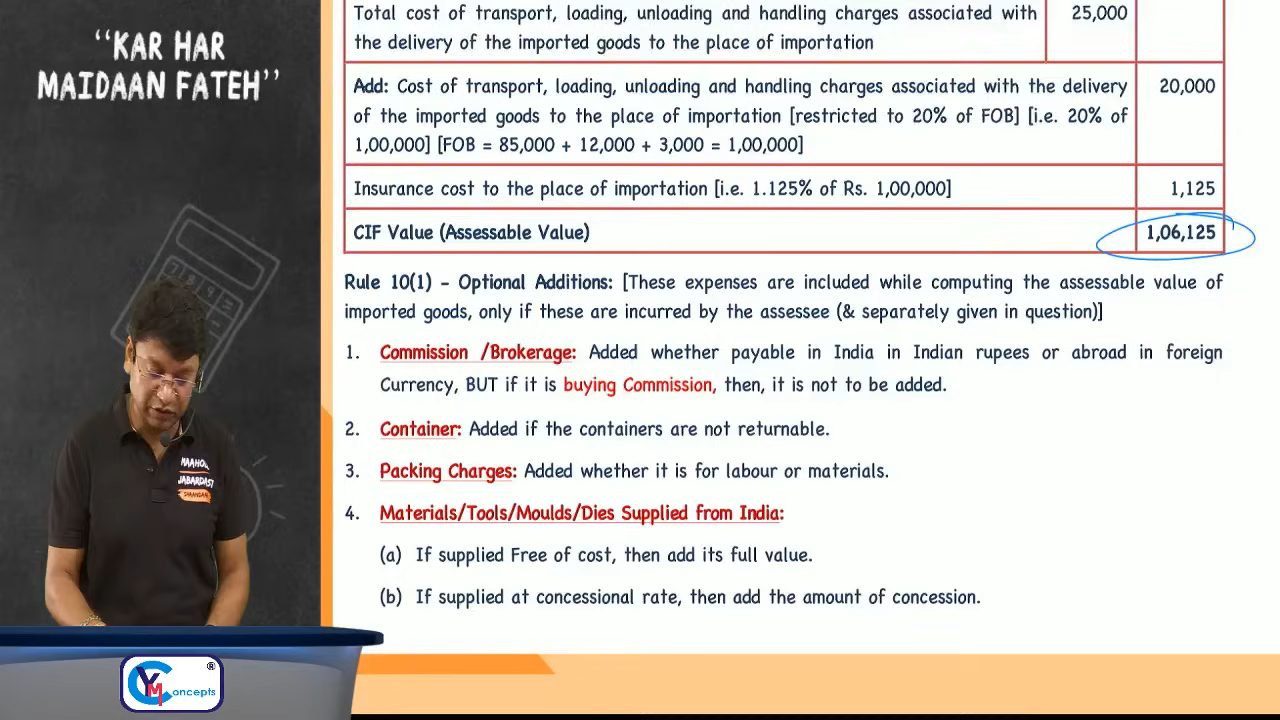 “KAR HAR
MAIDAAN FATEH”
Total cost of transport, loading, unloading and handling charges associated with 25,000
the delivery of the imported goods to the place of importation
Add: Cost of transport, loading, unloading and handling charges associated with the delivery 20,000
of the imported goods to the place of importation [restricted to 20% of FOB] [i.e. 20% of
1,00,000] [FOB = 85,000 + 12,000 + 3,000 = 1,00,000]
Insurance cost to the place of importation [i.e. 1.125% of Rs. 1,00,000] 1,125
CIF Value (Assessable Value) 1,06,125
Rule 10(1) – Optional Additions: [These expenses are included while computing the assessable value of
imported goods, only if these are incurred by the assessee (& separately given in question)]
1. Commission /Brokerage: Added whether payable in India in Indian rupees or abroad in foreign
Currency, BUT if it is buying Commission, then, it is not to be added.
2. Container: Added if the containers are not returnable.
3. Packing Charges: Added whether it is for labour or materials.
4. Materials/Tools/Moulds/Dies Supplied from India:
(a) If supplied Free of cost, then add its full value.
(b) If supplied at concessional rate, then add the amount of concession.
MAAHOUL
JABARDAST
YMConcepts ®
7 8 9